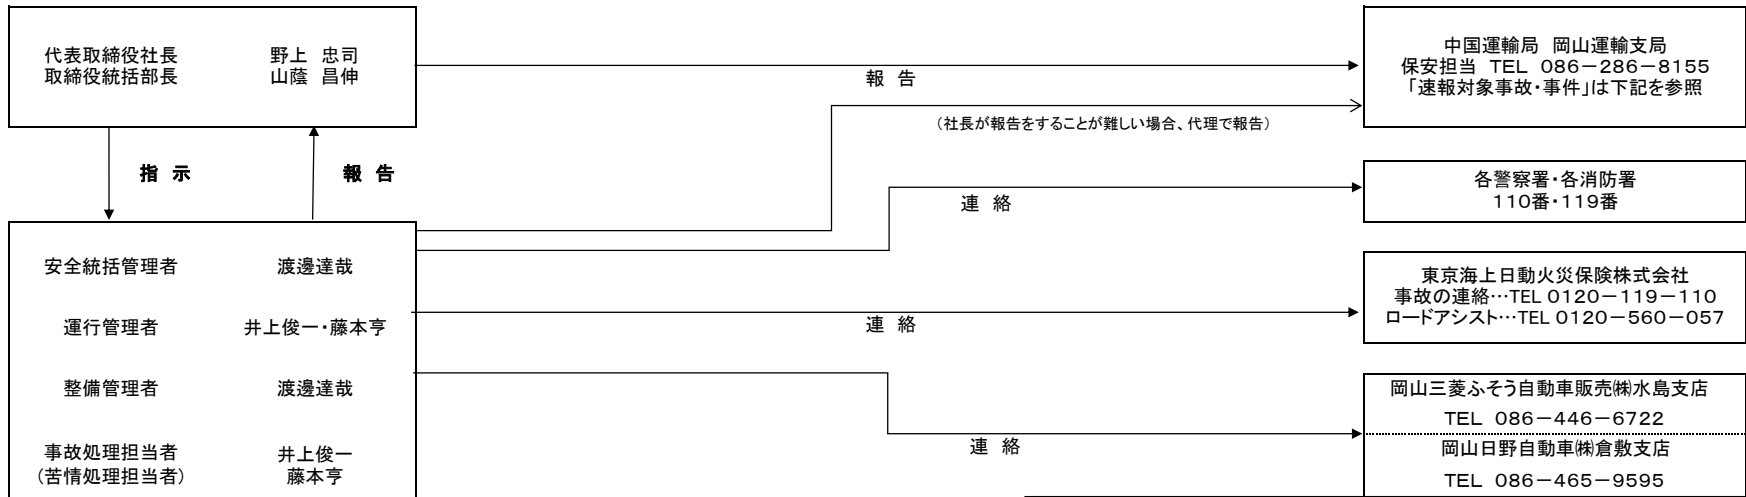 代表取締役社長 野上 忠司
取締役統括部長 山蔭 昌伸
報 告
中国運輸局 岡山運輸支局
保安担当 TEL 086-286-8155
「速報対象事故・事件」は下記を参照
(社長が報告をすることが難しい場合、代理で報告)
指 示
報 告
連 絡
各警察署・各消防署
110番・119番
安全統括管理者 渡邊達哉
運行管理者 井上俊一・藤本亨
整備管理者 渡邊達哉
事故処理担当者 井上俊一
(苦情処理担当者) 藤本亨
連 絡
東京海上日動火災保険株式会社
事故の連絡…TEL 0120-119-110
ロードアシスト…TEL 0120-560-057
連 絡
岡山三菱ふそう自動車販売㈱水島支店
TEL 086-446-6722
岡山日野自動車㈱倉敷支店
TEL 086-465-9595